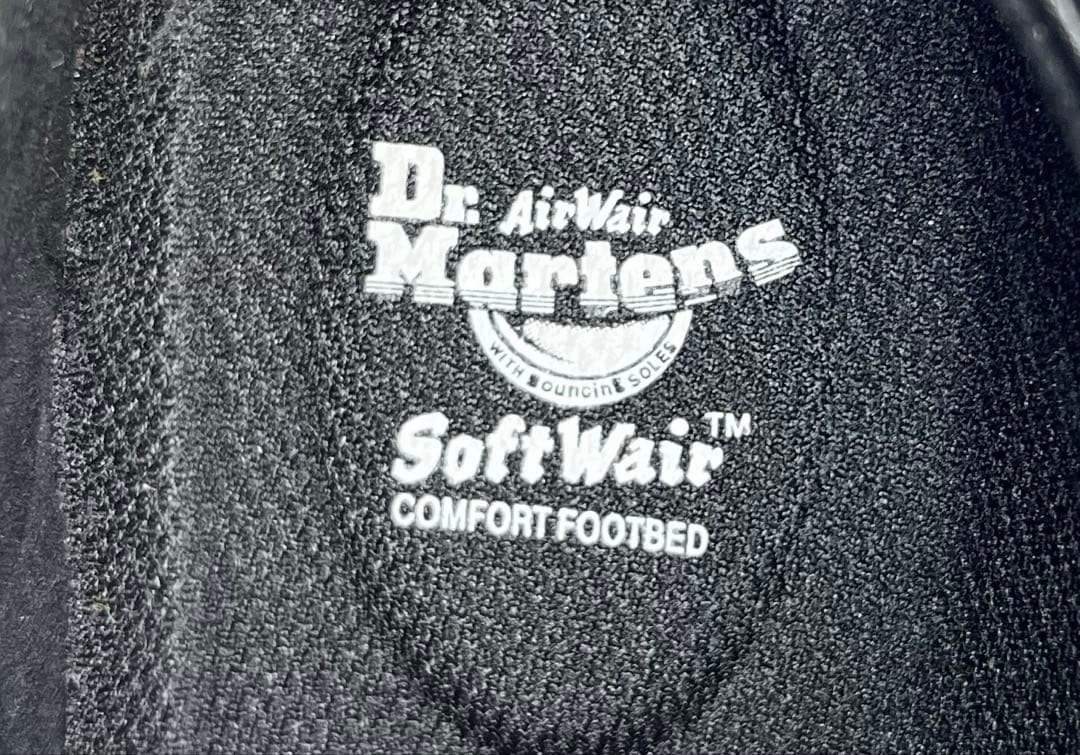 Dr. AirWair
Martens
WITH BouncinG SOLES
SoftWair™
COMFORT FOOTBED